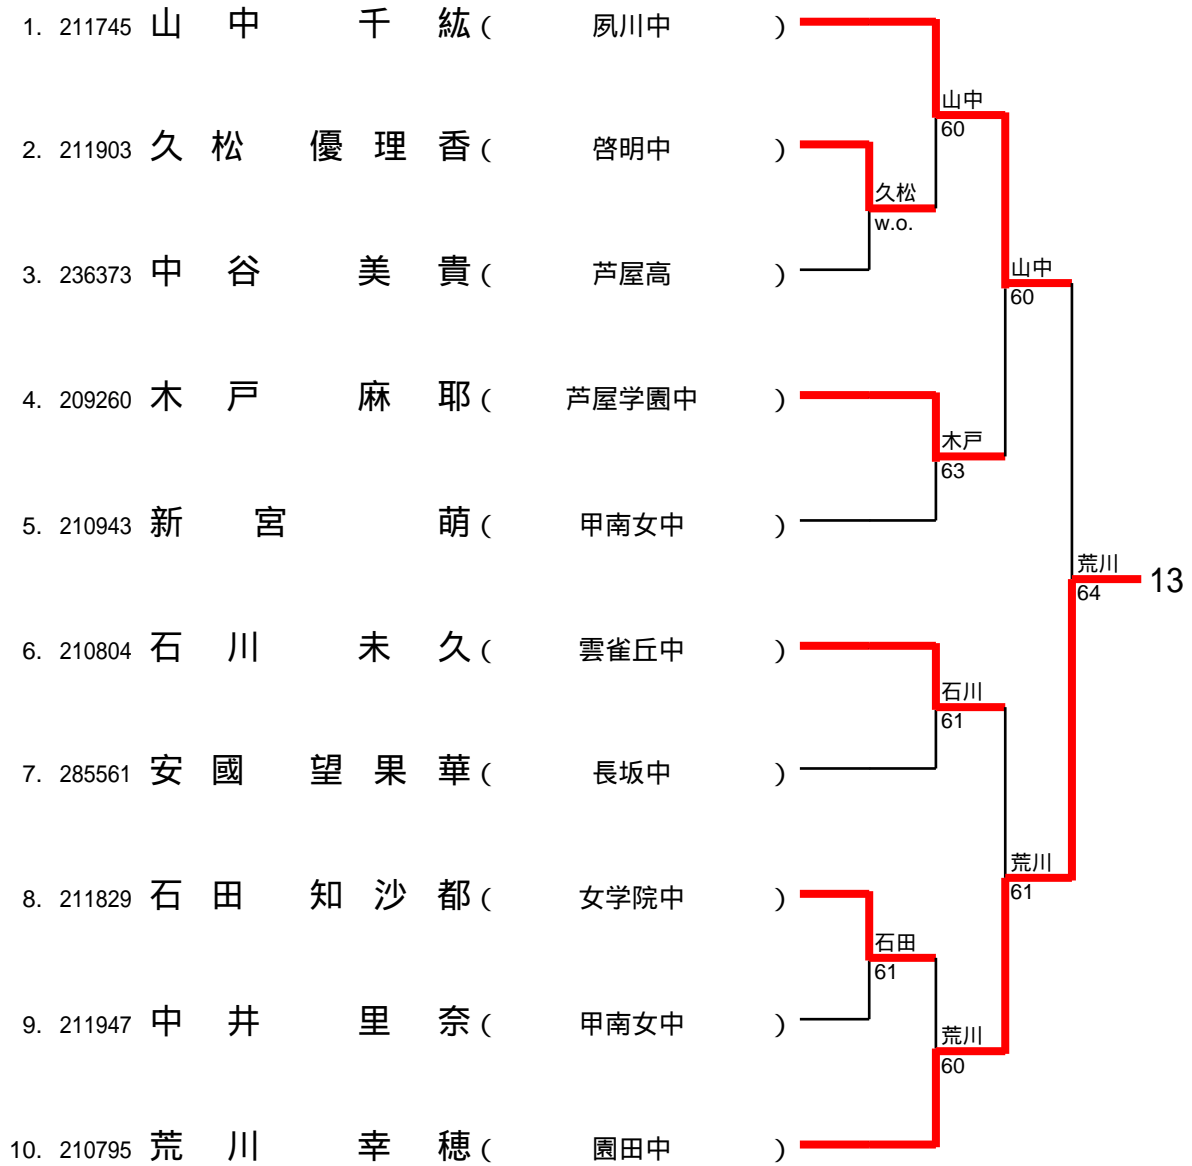 1. 211745 山中 千紘 ( 夙川中 )
山中
60
2. 211903 久松 優理香 ( 啓明中 )
久松
w.o.
3. 236373 中谷 美貴 ( 芦屋高 )
山中
60
4. 209260 木戸 麻耶 ( 芦屋学園中 )
木戸
63
5. 210943 新宮 萌 ( 甲南女中 )
荒川
64
13
6. 210804 石川 未久 ( 雲雀丘中 )
石川
61
7. 285561 安國 望果華 ( 長坂中 )
荒川
61
8. 211829 石田 知沙都 ( 女学院中 )
石田
61
9. 211947 中井 里奈 ( 甲南女中 )
荒川
60
10. 210795 荒川 幸穂 ( 園田中 )